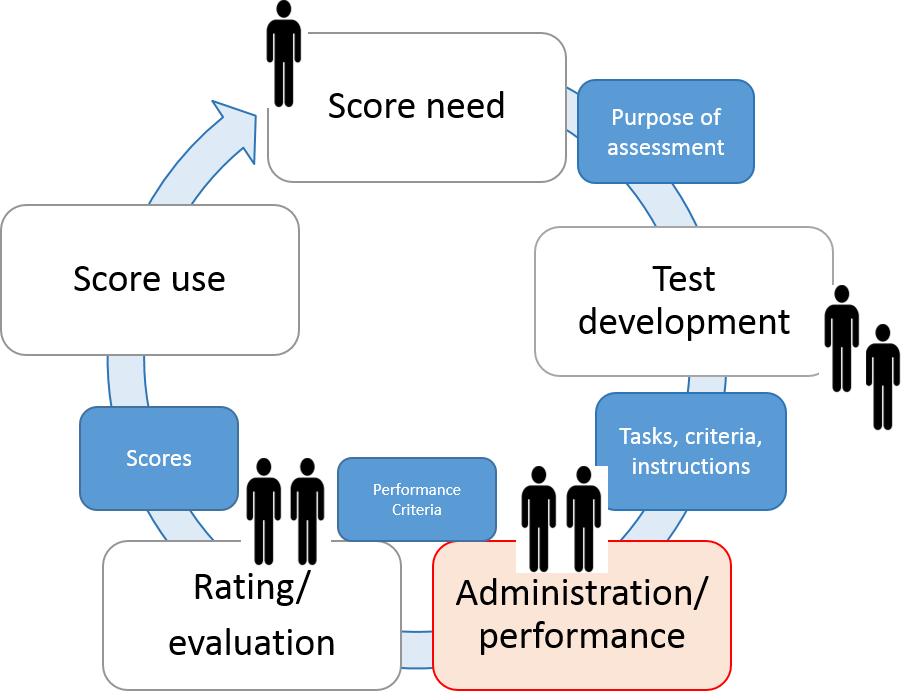 Score need
Purpose of
assessment
Test
development
Tasks, criteria,
instructions
Administration/
performance
Performance
Criteria
Rating/
evaluation
Scores
Score use